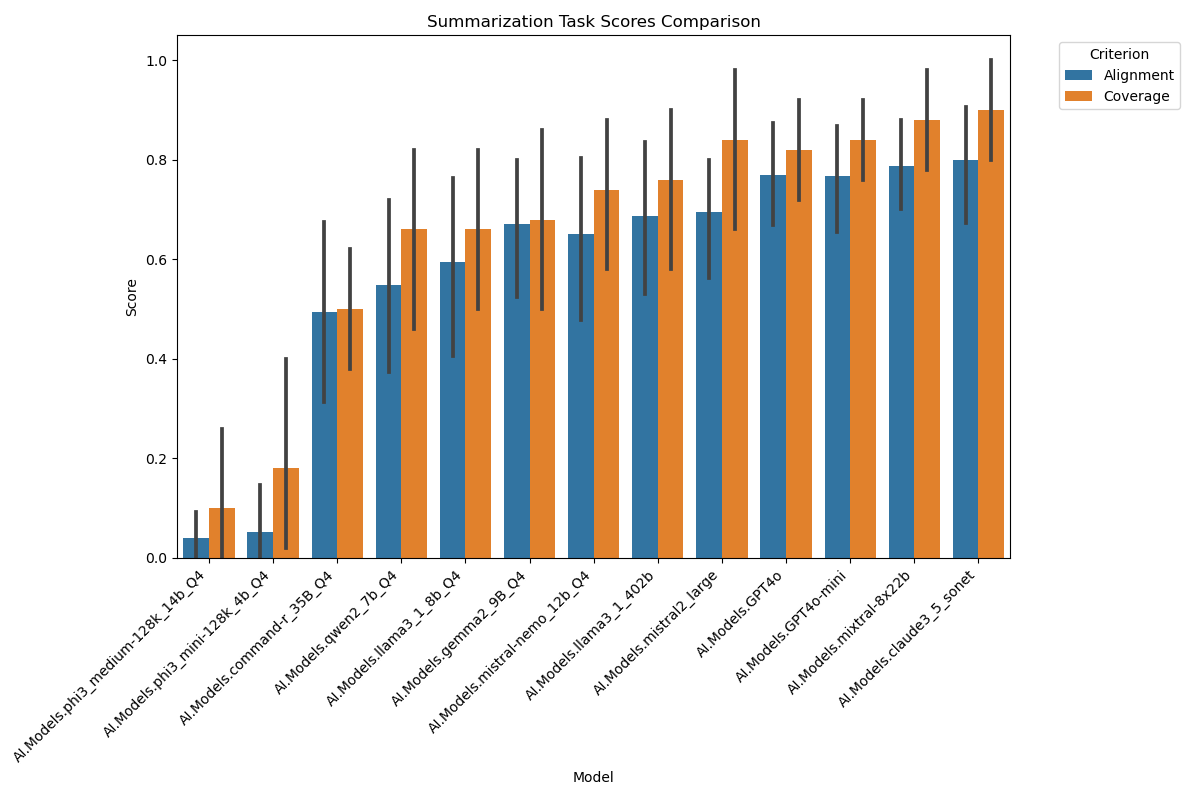 Summarization Task Scores Comparison
Criterion
Alignment
Coverage
Score
1.0
0.8
0.6
0.4
0.2
0.0
AI.Models.phi3_medium-128k_14b_Q4
AI.Models.phi3_mini-128k_4b_Q4
AI.Models.command-r_35B_Q4
AI.Models.qwen2_7b_Q4
AI.Models.llama3_1_8b_Q4
AI.Models.gemma2_9B_Q4
AI.Models.mistral-nemo_12b_Q4
AI.Models.llama3_1_402b
AI.Models.mistral2_large
AI.Models.GPT4o
AI.Models.GPT4o-mini
AI.Models.mixtral-8x22b
AI.Models.claude3_5_sonet
Model